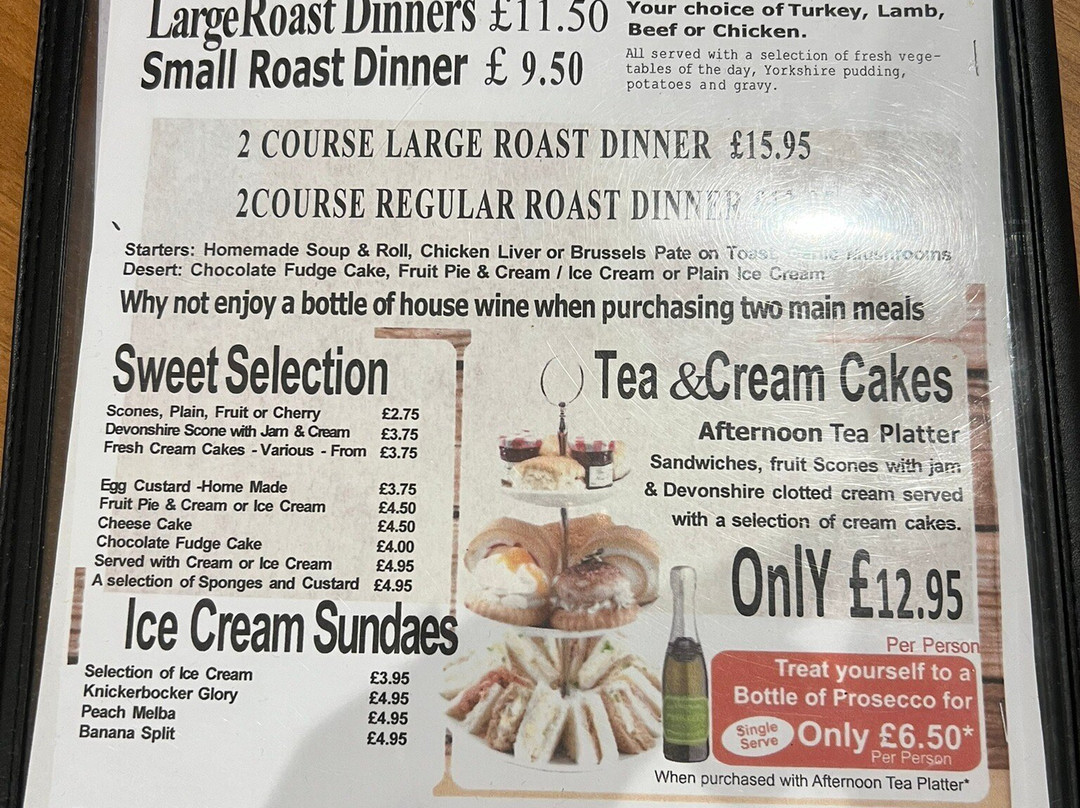 Large Roast Dinners £11.50
Your choice of Turkey, Lamb,
Beef or Chicken.
Small Roast Dinner £ 9.50
All served with a selection of fresh vege-
tables of the day, Yorkshire pudding,
potatoes and gravy.
2 COURSE LARGE ROAST DINNER £15.95
2COURSE REGULAR ROAST DINNER
Starters: Homemade Soup & Roll, Chicken Liver or Brussels Pate on Toast, Garlic Mushrooms
Desert: Chocolate Fudge Cake, Fruit Pie & Cream / Ice Cream or Plain Ice Cream
Why not enjoy a bottle of house wine when purchasing two main meals
Sweet Selection
Scones, Plain, Fruit or Cherry £2.75
Devonshire Scone with Jam & Cream £3.75
Fresh Cream Cakes - Various - From £3.75
Egg Custard -Home Made £3.75
Fruit Pie & Cream or Ice Cream £4.50
Cheese Cake £4.50
Chocolate Fudge Cake £4.00
Served with Cream or Ice Cream £4.95
A selection of Sponges and Custard £4.95
Ice Cream Sundaes
Selection of Ice Cream £3.95
Knickerbocker Glory £4.95
Peach Melba £4.95
Banana Split £4.95
Tea &Cream Cakes
Afternoon Tea Platter
Sandwiches, fruit Scones with jam
& Devonshire clotted cream served
with a selection of cream cakes.
OnlY £12.95
Per Person
Treat yourself to a
Bottle of Prosecco for
Single
Serve
Only £6.50*
Per Person
When purchased with Afternoon Tea Platter*